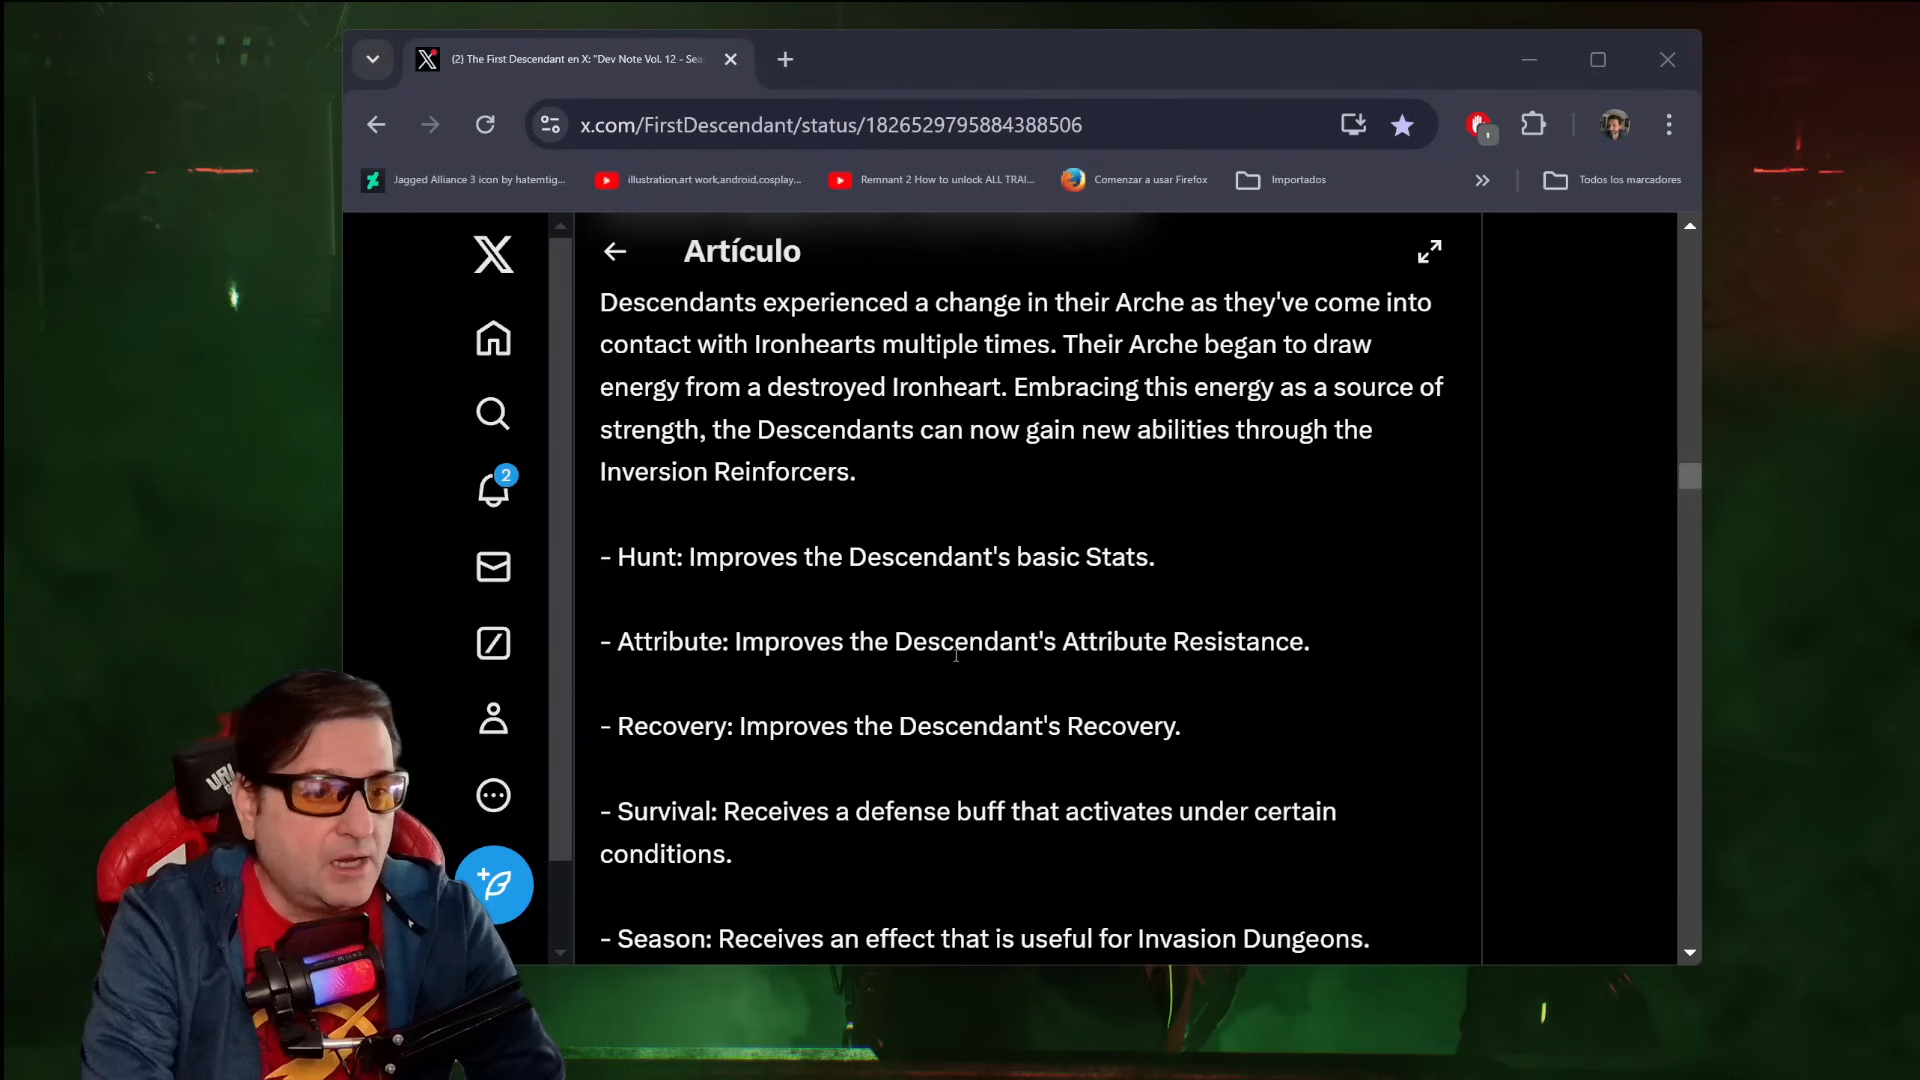 (2) The First Descendant en X: "Dev Note Vol. 12 - Sea
x.com/FirstDescendant/status/1826529795884388506
1
Jagged Alliance 3 icon by hatemtig...
illustration,art work,android,cosplay...
Remnant 2 How to unlock ALL TRAI...
Comenzar a usar Firefox
Importados
Todos los marcadores
Artículo
2
Descendants experienced a change in their Arche as they've come into
contact with Ironhearts multiple times. Their Arche began to draw
energy from a destroyed Ironheart. Embracing this energy as a source of
strength, the Descendants can now gain new abilities through the
Inversion Reinforcers.
- Hunt: Improves the Descendant's basic Stats.
- Attribute: Improves the Descendant's Attribute Resistance.
- Recovery: Improves the Descendant's Recovery.
- Survival: Receives a defense buff that activates under certain
conditions.
- Season: Receives an effect that is useful for Invasion Dungeons.